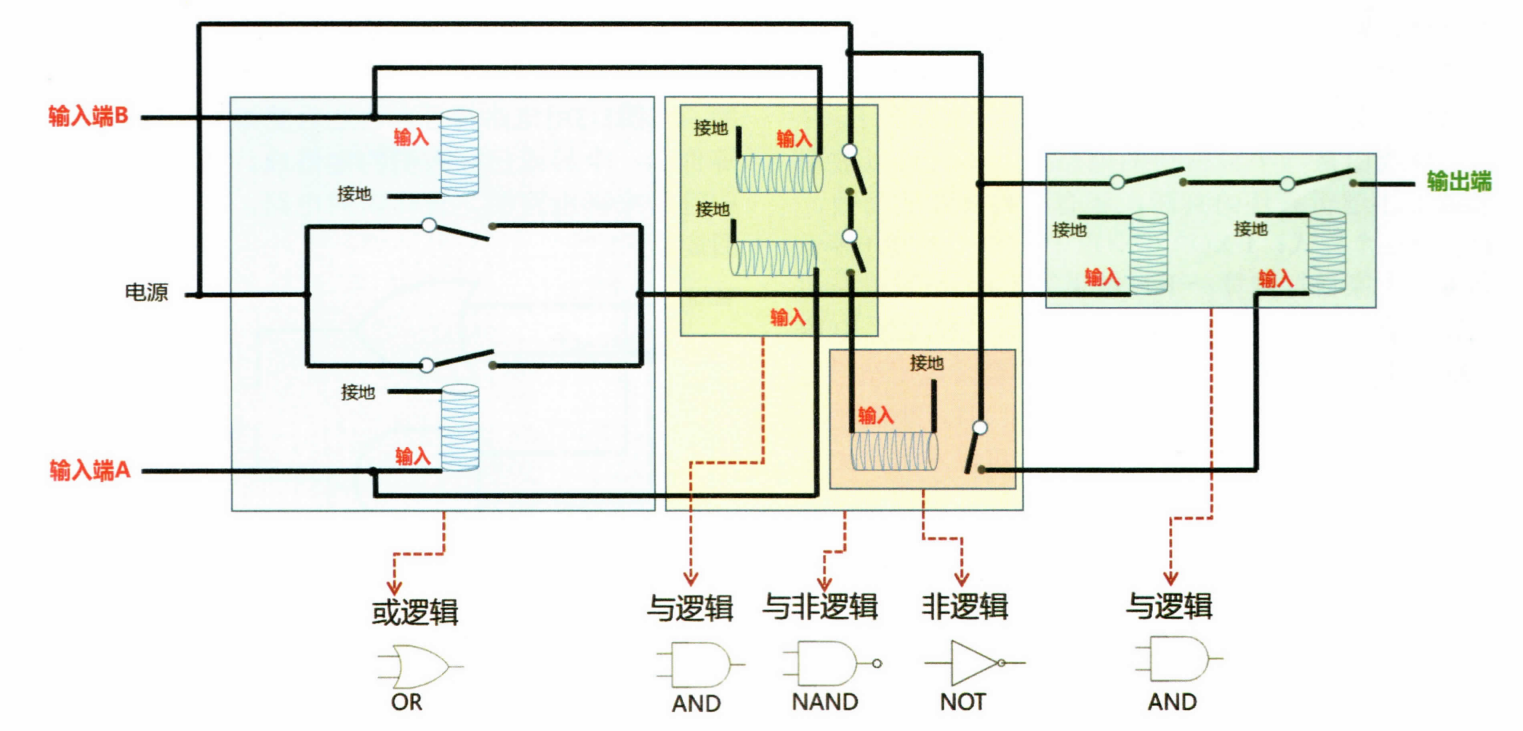 输入端B
输入
接地
接地
输入
接地
输入
接地
输入
接地
输入
输出端
电源
接地
输入
接地
输入
输入端A
或逻辑
OR
与逻辑
AND
与非逻辑
NAND
非逻辑
NOT
与逻辑
AND